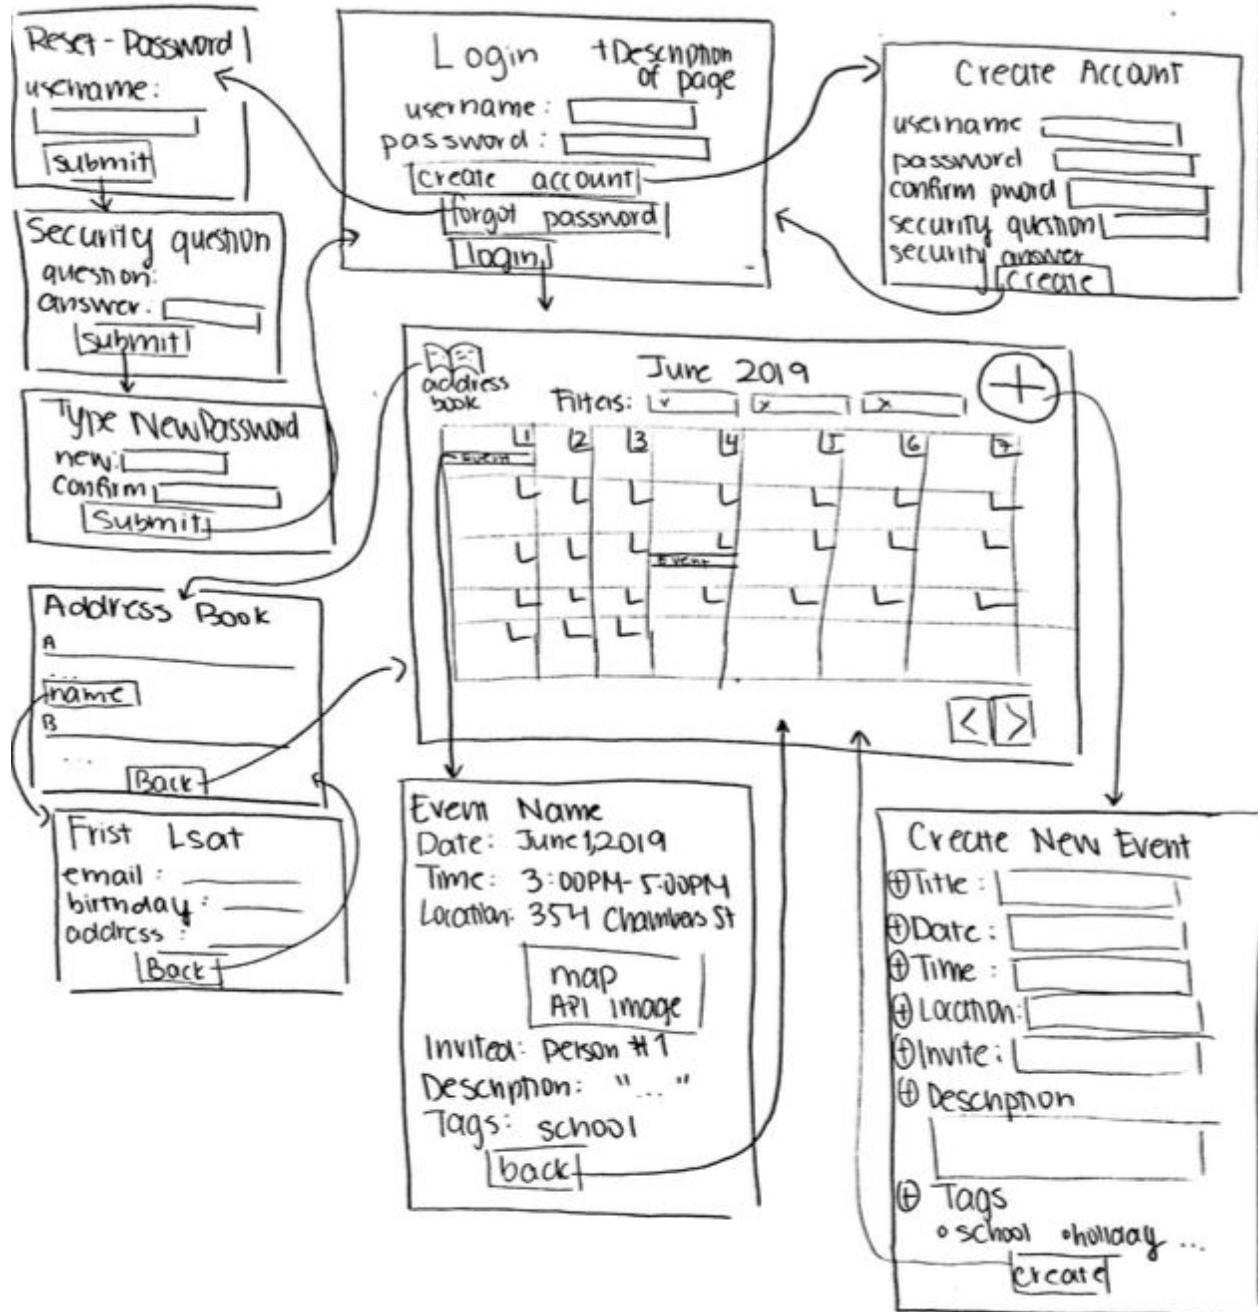 Reset-Password
username:
submit
Security question
question:
answer:
submit
Type New Password
new:
confirm
Submit
Login
+Description
of page
username:
password:
create account
forgot password
login
Create Account
username
password
confirm pword
security question
security answer
create
address
book
June 2019
Filters:
1 2 3 4 5 6 7
Event
Event
< >
Address Book
A
...
name
B
...
Back
Frist Lsat
email:
birthday:
address:
Back
Event Name
Date: June 1, 2019
Time: 3:00PM-5:00PM
Location: 354 Chambers St
map
API image
Invited: person #1
Description: "..."
Tags: school
back
Create New Event
Title:
Date:
Time:
Location:
Invite:
Description
Tags
school holiday ...
create